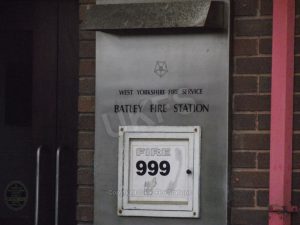 WEST YORKSHIRE FIRE SERVICE
BATLEY FIRE STATION
FIRE
999